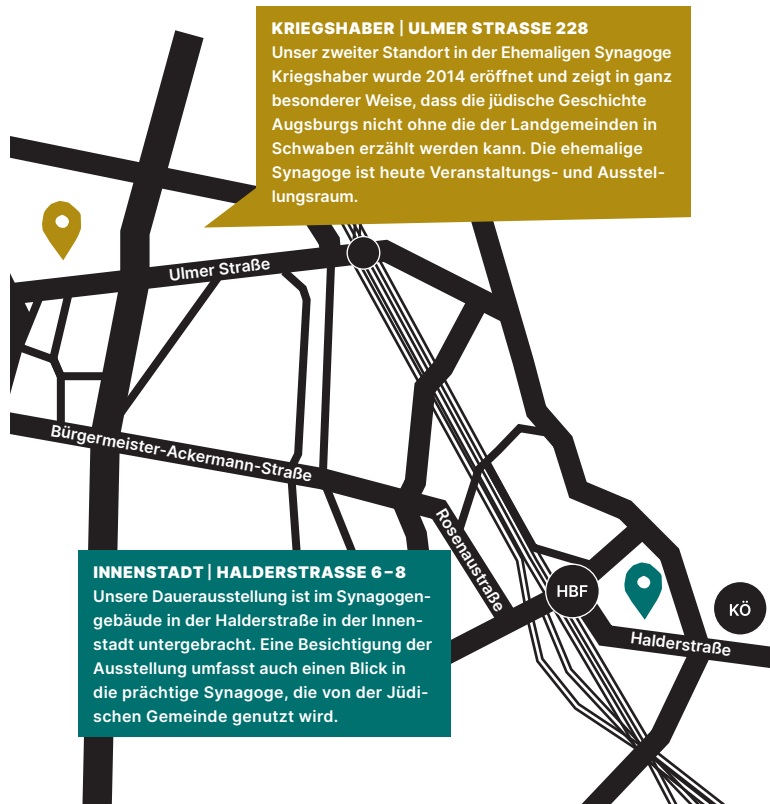 KRIEGSHABER | ULMER STRASSE 228
Unser zweiter Standort in der Ehemaligen Synagoge
Kriegshaber wurde 2014 eröffnet und zeigt in ganz
besonderer Weise, dass die jüdische Geschichte
Augsburgs nicht ohne die der Landgemeinden in
Schwaben erzählt werden kann. Die ehemalige
Synagoge ist heute Veranstaltungs- und Ausstel-
lungsraum.
Ulmer Straße
Bürgermeister-Ackermann-Straße
Rosenaustraße
INNENSTADT | HALDERSTRASSE 6–8
Unsere Dauerausstellung ist im Synagogen-
gebäude in der Halderstraße in der Innen-
stadt untergebracht. Eine Besichtigung der
Ausstellung umfasst auch einen Blick in
die prächtige Synagoge, die von der Jüdi-
schen Gemeinde genutzt wird.
HBF
KÖ
Halderstraße